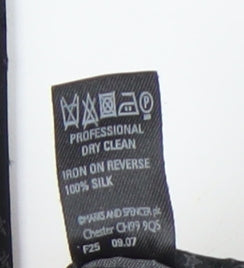 PROFESSIONAL
DRY CLEAN
IRON ON REVERSE
100% SILK
©MARKS AND SPENCER plc
Chester CH99 9QS
F25 09.07